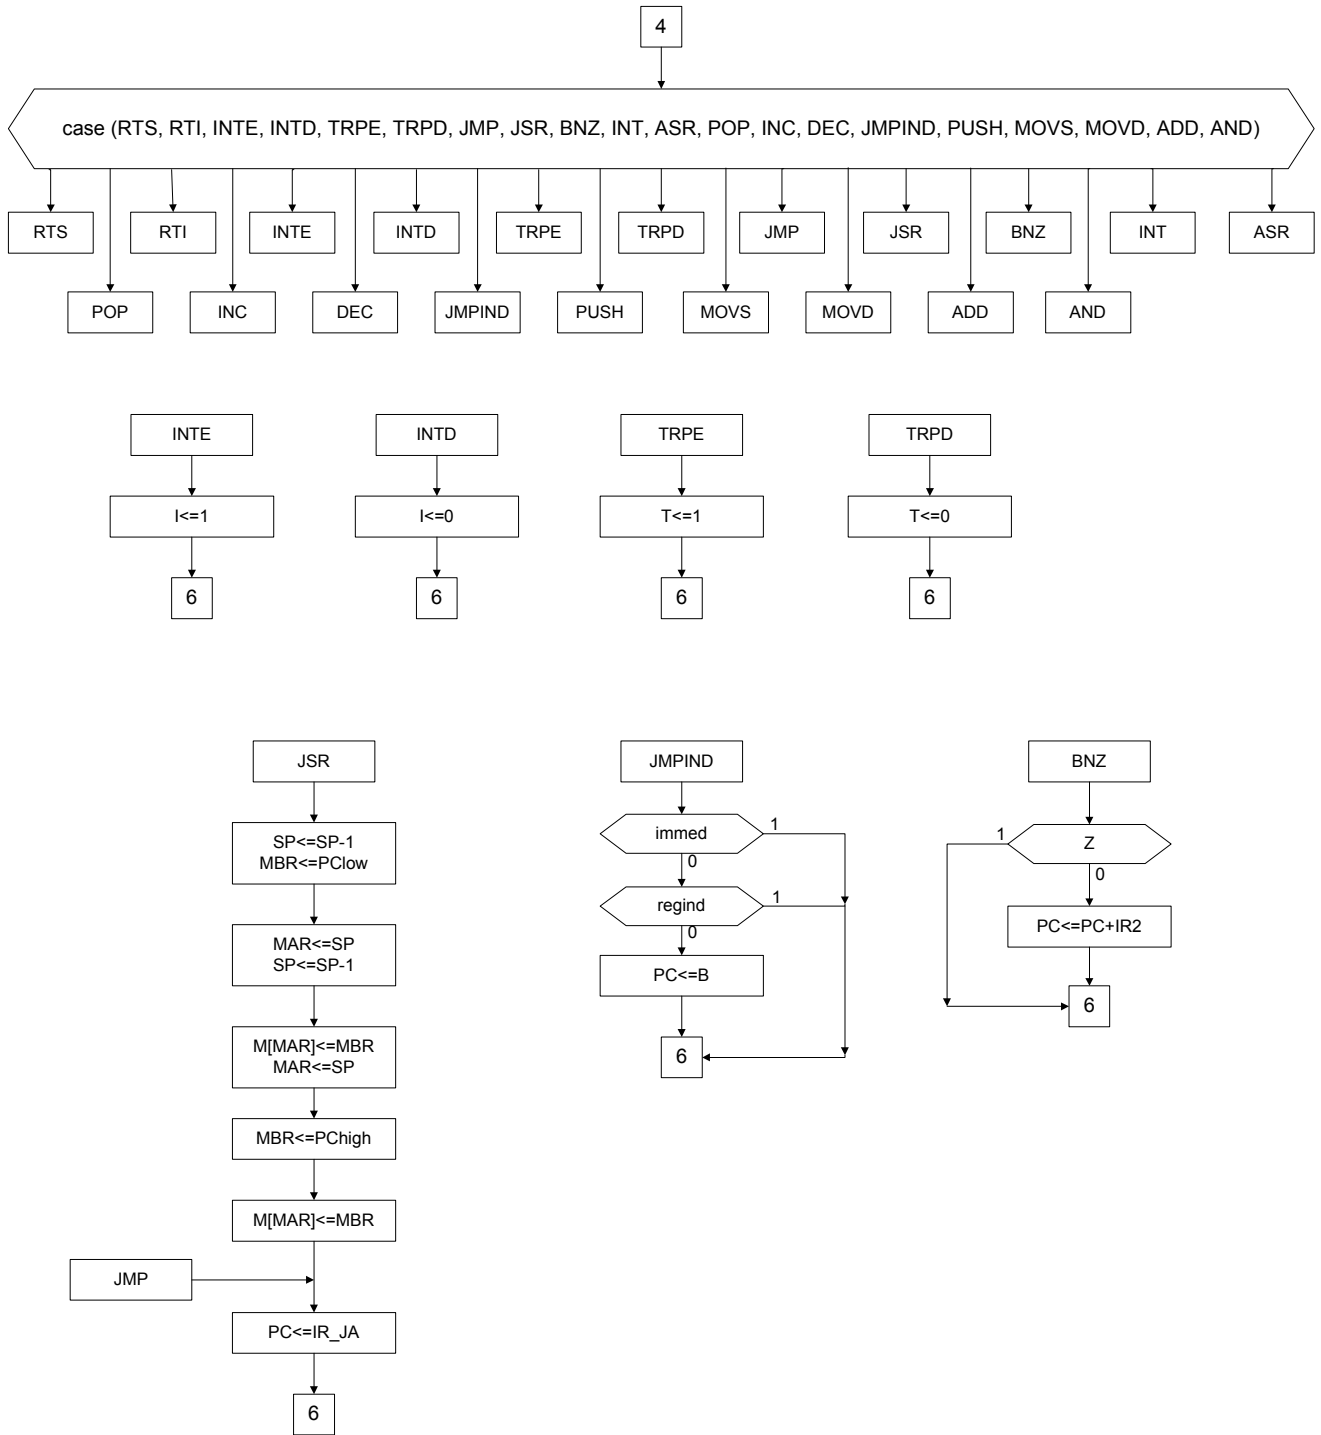 4
case (RTS, RTI, INTE, INTD, TRPE, TRPD, JMP, JSR, BNZ, INT, ASR, POP, INC, DEC, JMPIND, PUSH, MOVS, MOVD, ADD, AND)
RTS
RTI
INTE
INTD
TRPE
TRPD
JMP
JSR
BNZ
INT
ASR
POP
INC
DEC
JMPIND
PUSH
MOVS
MOVD
ADD
AND
INTE
I<=1
6
INTD
I<=0
6
TRPE
T<=1
6
TRPD
T<=0
6
JSR
SP<=SP-1
MBR<=PClow
MAR<=SP
SP<=SP-1
M[MAR]<=MBR
MAR<=SP
MBR<=PChigh
M[MAR]<=MBR
JMP
PC<=IR_JA
6
JMPIND
immed
1
0
regind
1
0
PC<=B
6
BNZ
1
Z
0
PC<=PC+IR2
6